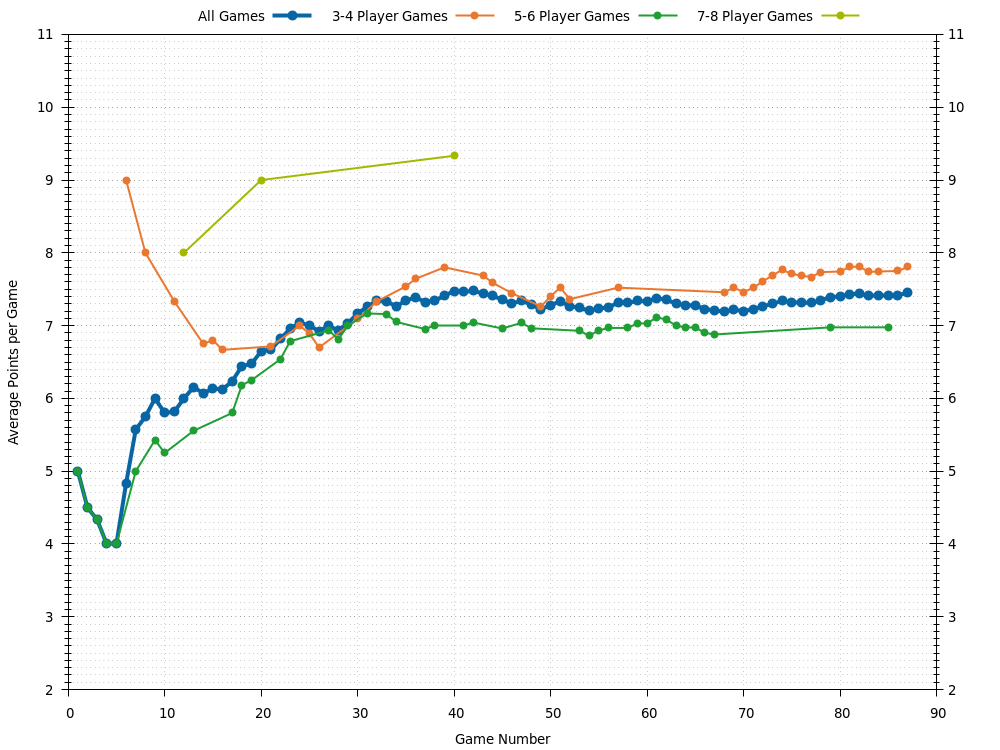 All Games 3-4 Player Games 5-6 Player Games 7-8 Player Games
11 11
10 10
9 9
8 8
7 7
6 6
5 5
4 4
3 3
2 2
Average Points per Game
0 10 20 30 40 50 60 70 80 90
Game Number